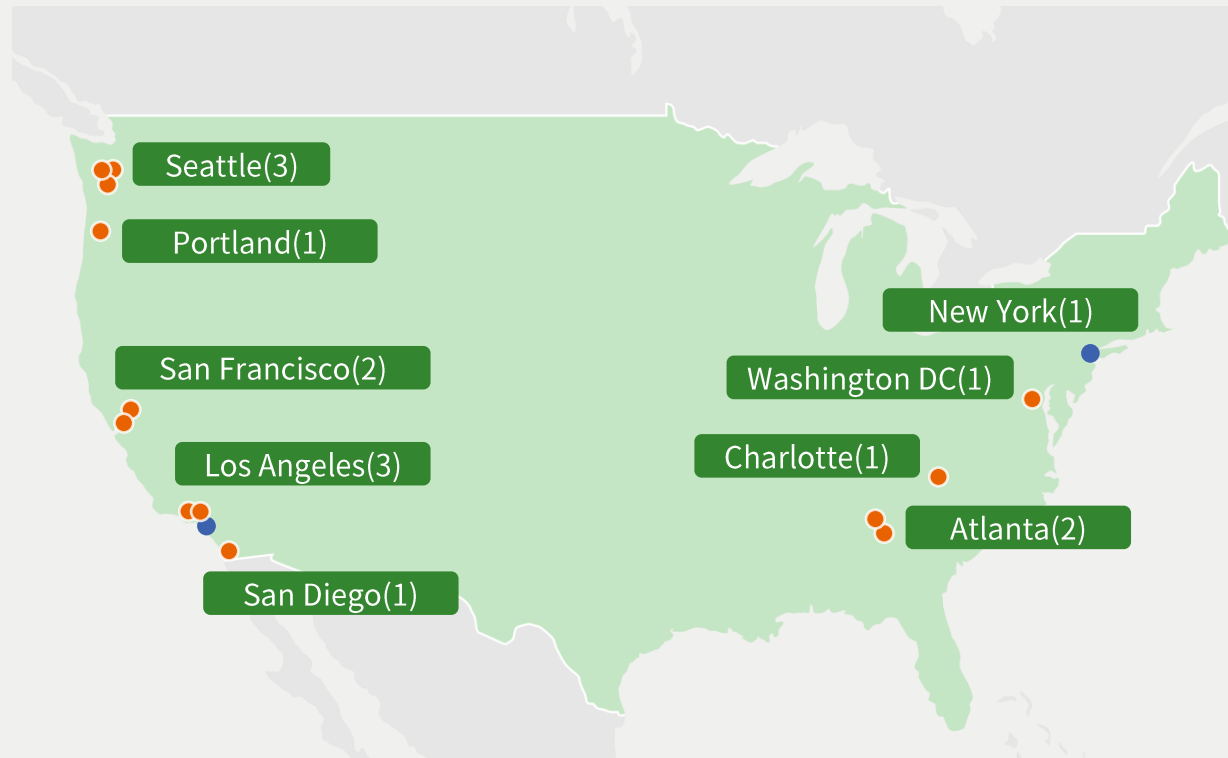 Seattle(3)
Portland(1)
New York(1)
San Francisco(2)
Washington DC(1)
Charlotte(1)
Los Angeles(3)
Atlanta(2)
San Diego(1)